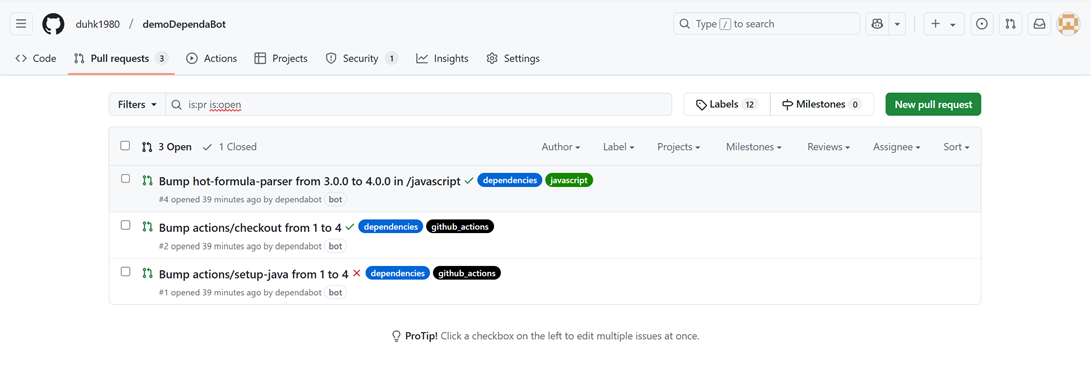 duhk1980 / demoDependaBot Type / to search
Code Pull requests 3 Actions Projects Security 1 Insights Settings
Filters is:pr is:open Labels 12 Milestones 0 New pull request
3 Open 1 Closed Author Label Projects Milestones Reviews Assignee Sort
Bump hot-formula-parser from 3.0.0 to 4.0.0 in /javascript dependencies javascript
#4 opened 39 minutes ago by dependabot bot
Bump actions/checkout from 1 to 4 dependencies github_actions
#2 opened 39 minutes ago by dependabot bot
Bump actions/setup-java from 1 to 4 dependencies github_actions
#1 opened 39 minutes ago by dependabot bot
ProTip! Click a checkbox on the left to edit multiple issues at once.